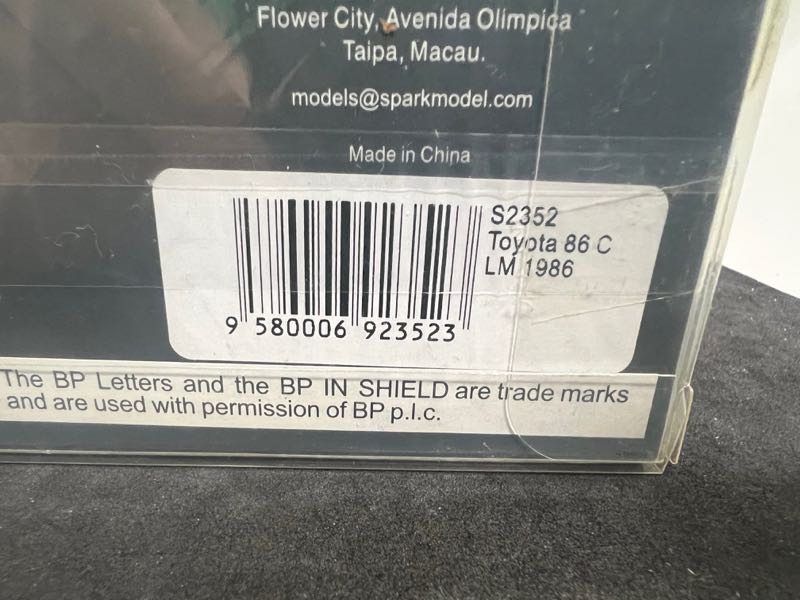 Flower City, Avenida Olimpica
Taipa, Macau.
models@sparkmodel.com
Made in China
S2352
Toyota 86 C
LM 1986
9 580006 923523
The BP Letters and the BP IN SHIELD are trade marks
and are used with permission of BP p.l.c.